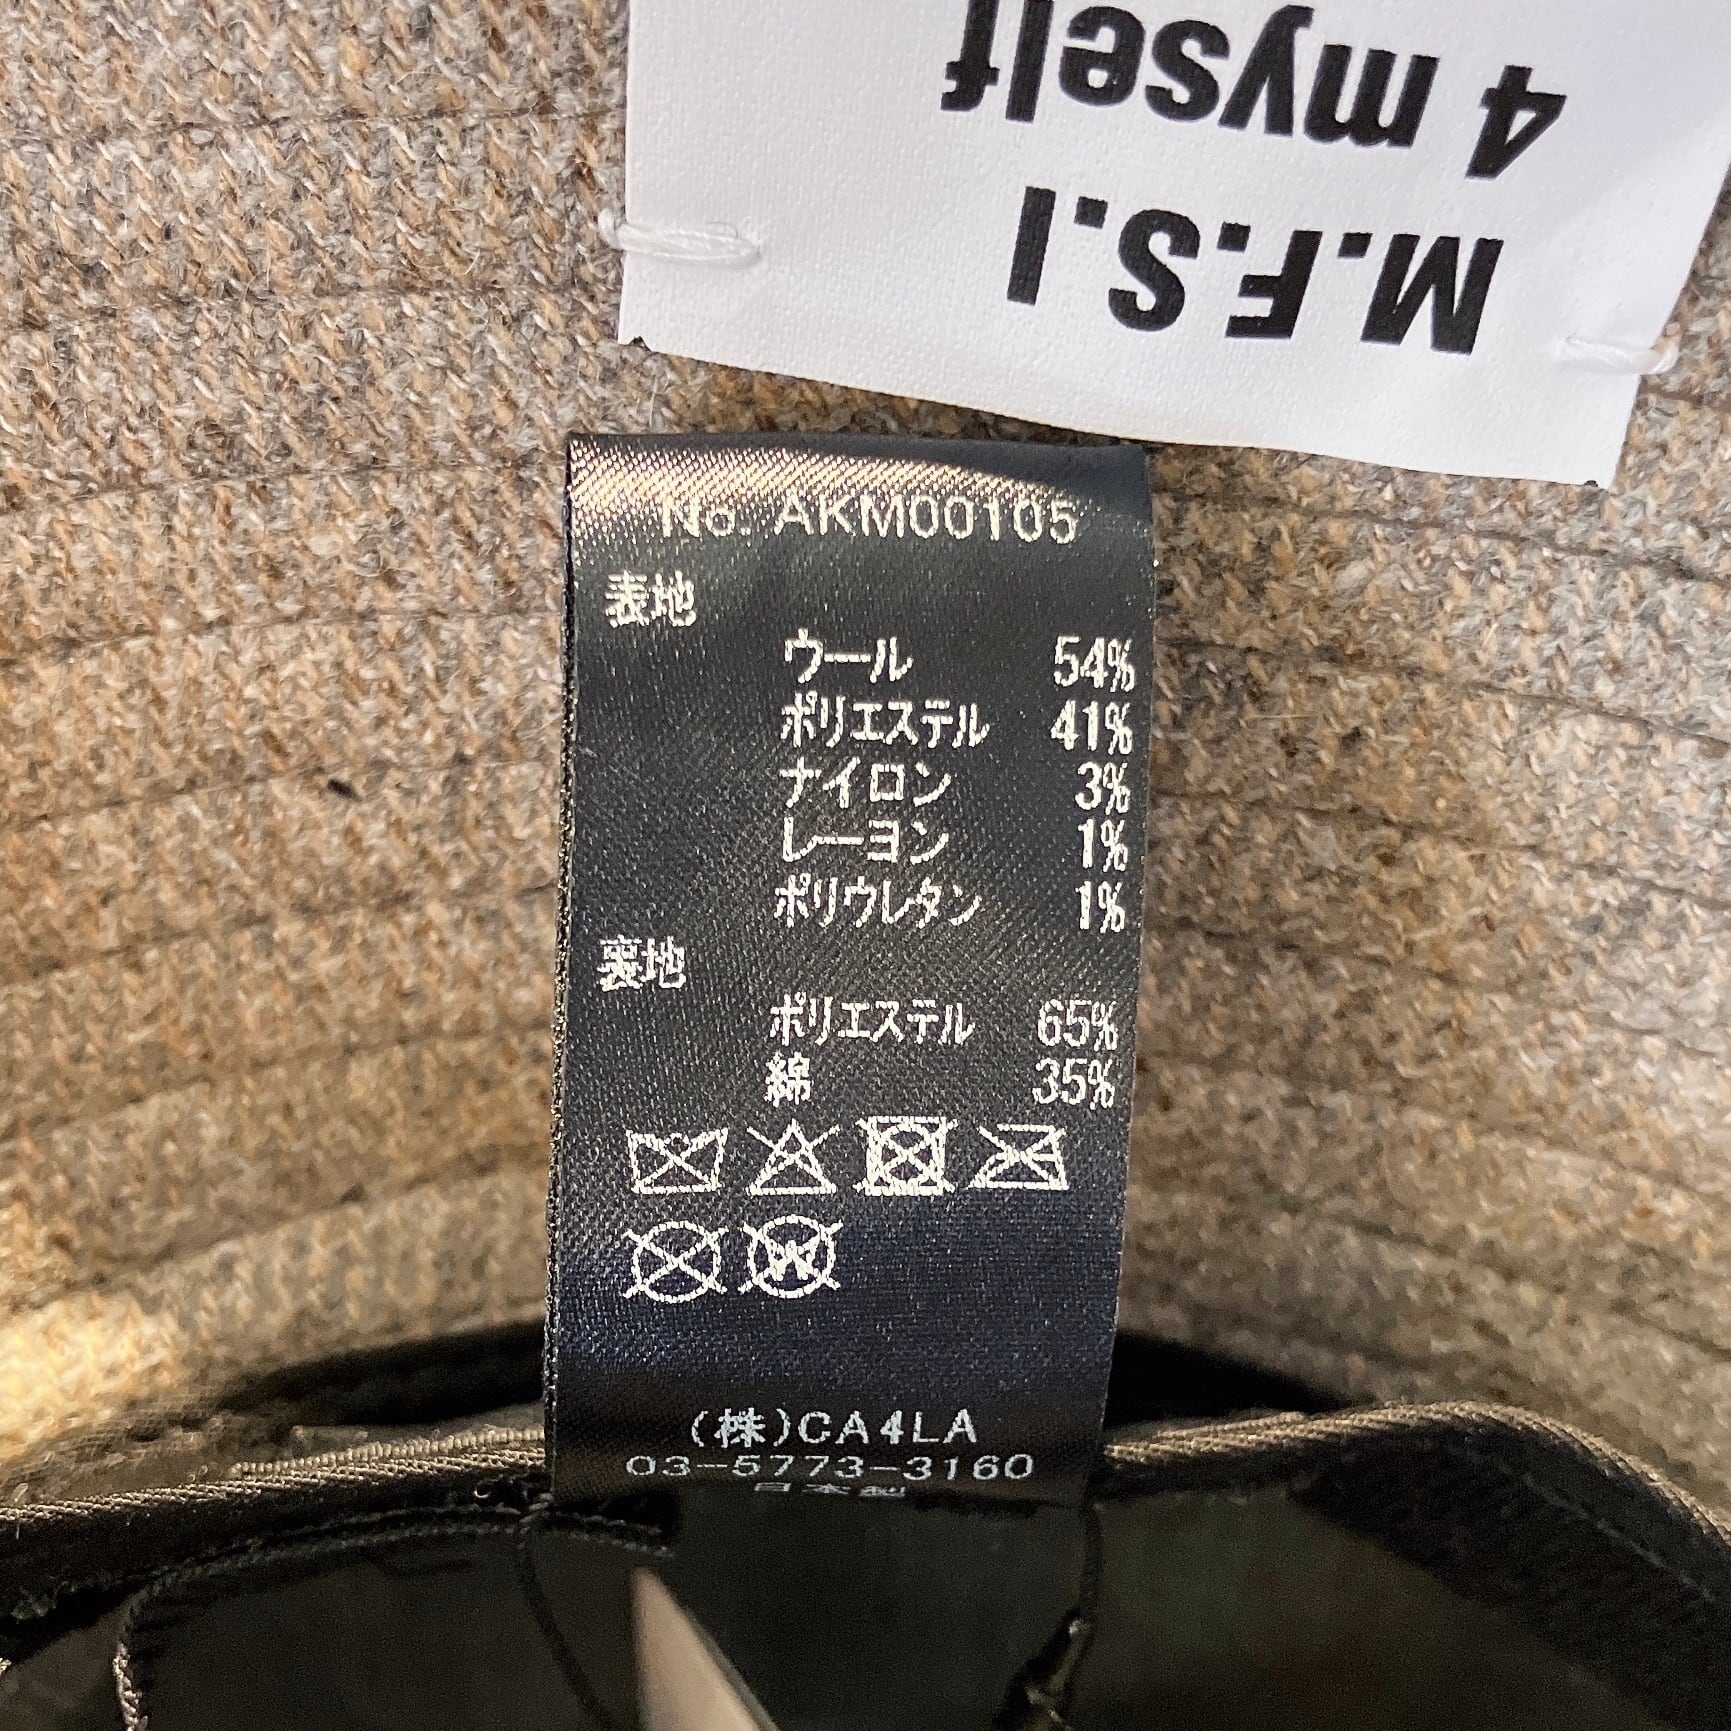 M.F.S.I
4 myself
No. AKM00105
表地
ウール 54%
ポリエステル 41%
ナイロン 3%
レーヨン 1%
ポリウレタン 1%
裏地
ポリエステル 65%
綿 35%
W
(株)CA4LA
03-5773-3160
日本製